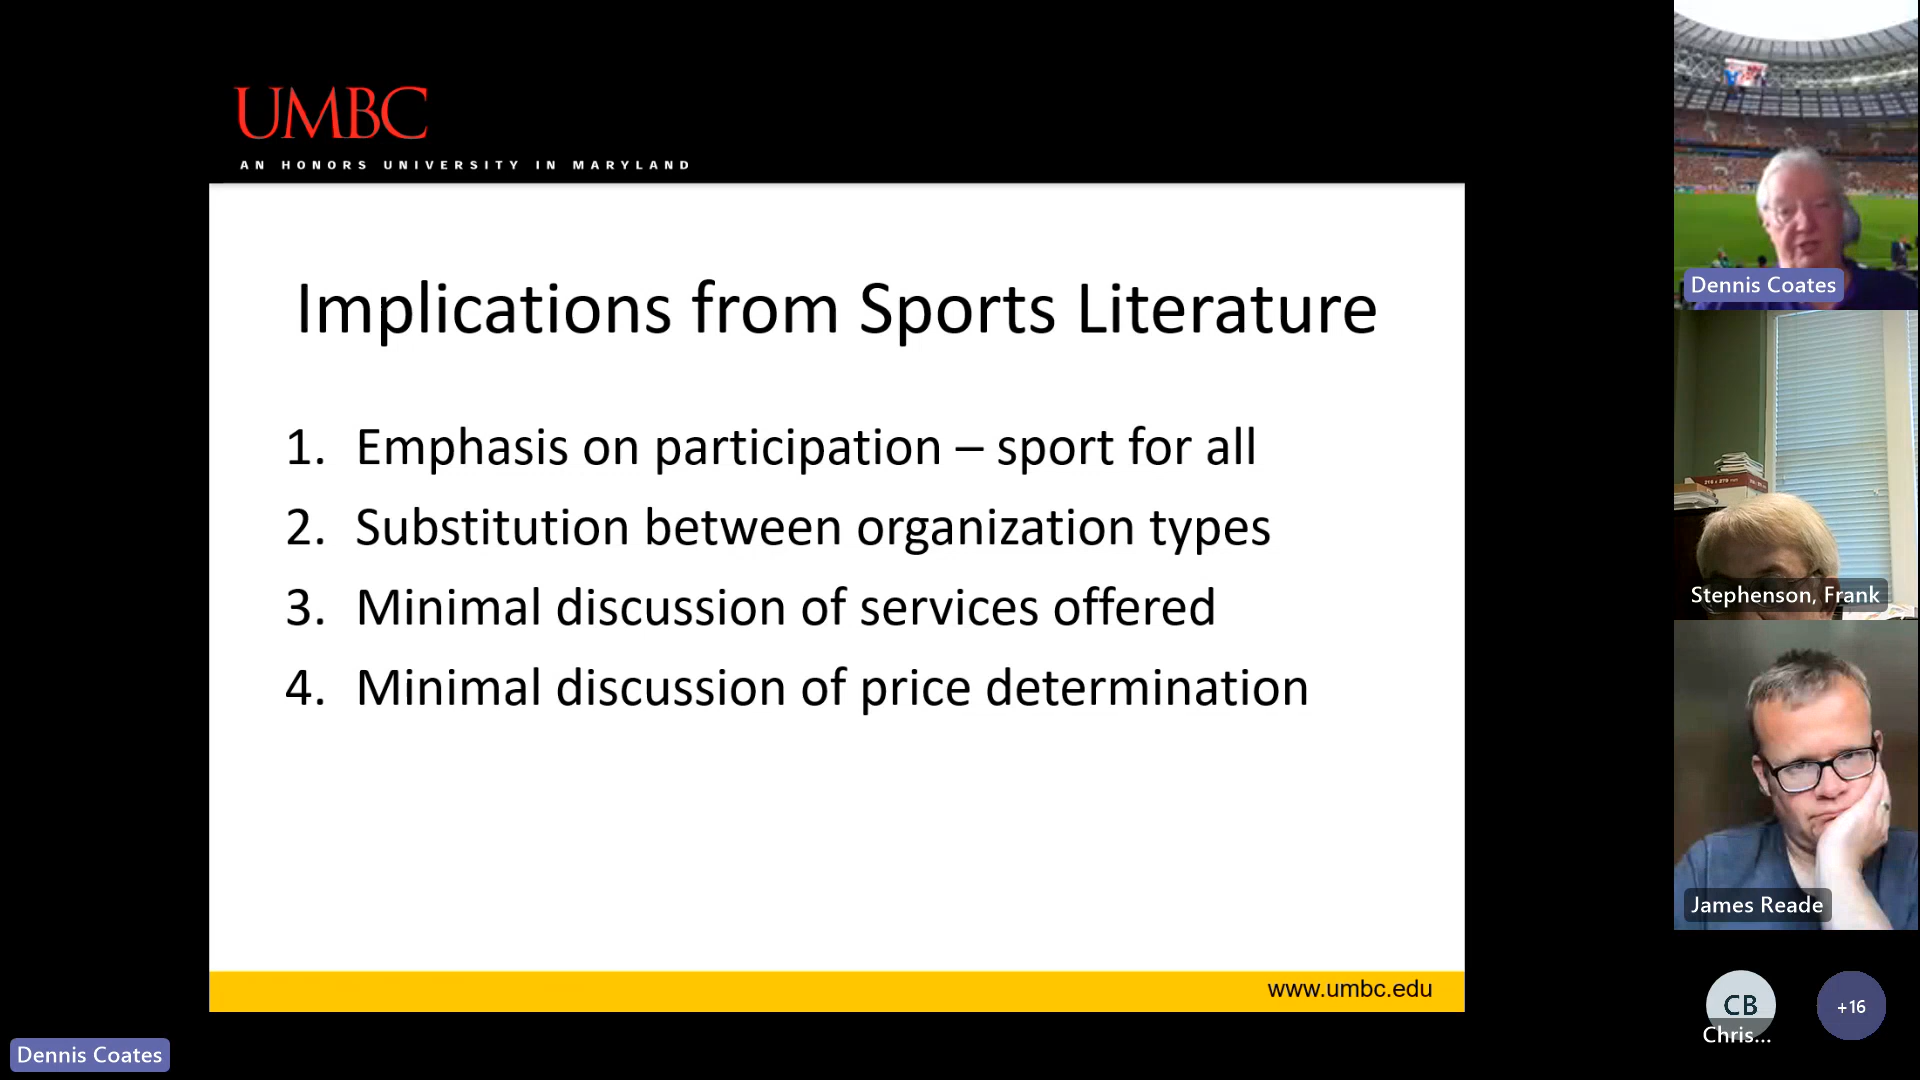 UMBC
AN HONORS UNIVERSITY IN MARYLAND
Implications from Sports Literature
1. Emphasis on participation – sport for all
2. Substitution between organization types
3. Minimal discussion of services offered
4. Minimal discussion of price determination
www.umbc.edu
Dennis Coates
Dennis Coates
Stephenson, Frank
James Reade
CB
Chris...
+16